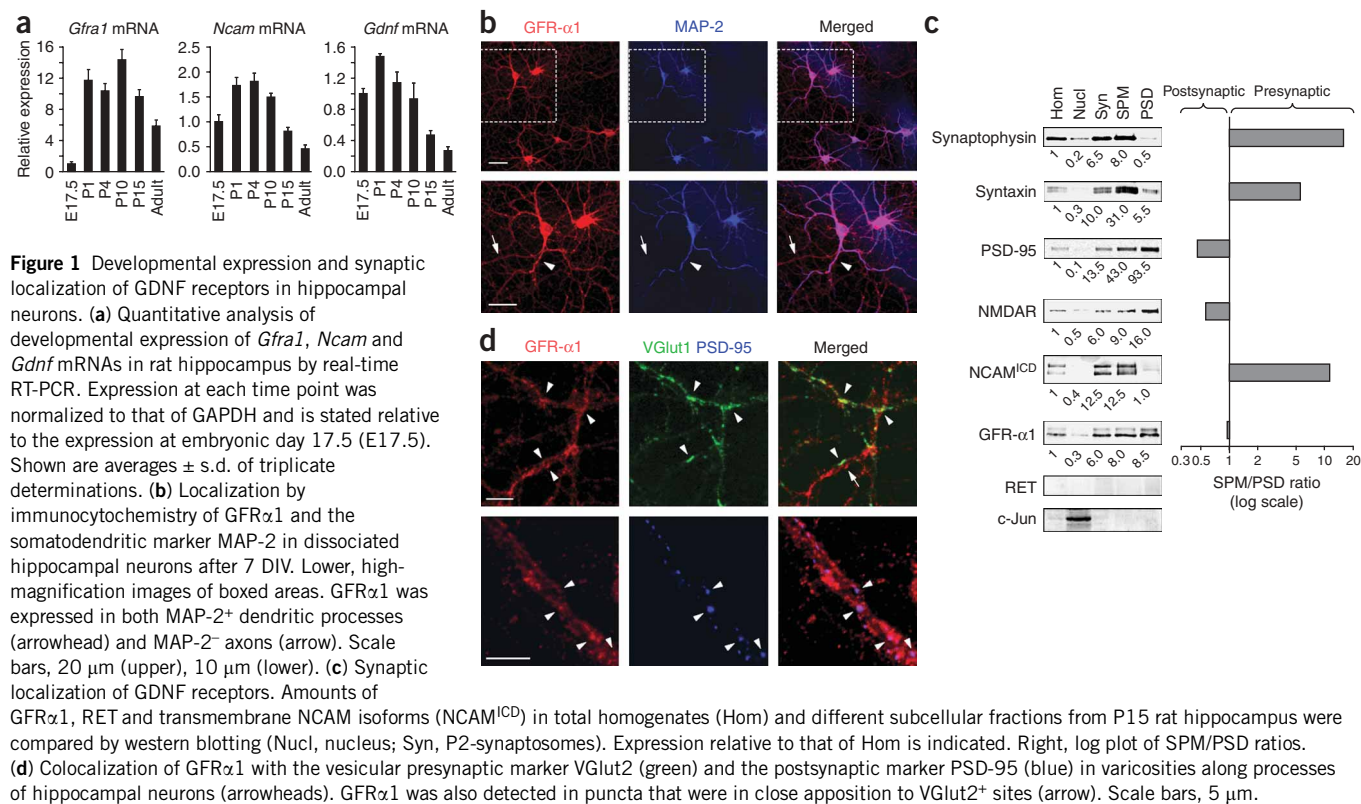 a
Gfra1 mRNA
Ncam mRNA
Gdnf mRNA
Relative expression
16
12
8
4
0
2.5
2.0
1.5
1.0
0.5
0
1.6
1.2
0.8
0.4
0
E17.5 P1 P4 P10 P15 Adult
E17.5 P1 P4 P10 P15 Adult
E17.5 P1 P4 P10 P15 Adult
b
GFR-α1 MAP-2 Merged
c
Hom Nucl Syn SPM PSD
Postsynaptic Presynaptic
Synaptophysin
1 0.2 6.5 8.0 0.5
Syntaxin
1 0.3 10.0 31.0 5.5
PSD-95
1 0.1 13.5 43.0 93.5
NMDAR
1 0.5 6.0 9.0 16.0
NCAMᴵᶜᴰ
1 0.4 12.5 12.5 1.0
GFR-α1
1 0.3 6.0 8.0 8.5
RET
c-Jun
0.3 0.5 1 2 5 10 20
SPM/PSD ratio
(log scale)
d
GFR-α1 VGlut1 PSD-95 Merged
Figure 1 Developmental expression and synaptic
localization of GDNF receptors in hippocampal
neurons. (a) Quantitative analysis of
developmental expression of Gfra1, Ncam and
Gdnf mRNAs in rat hippocampus by real-time
RT-PCR. Expression at each time point was
normalized to that of GAPDH and is stated relative
to the expression at embryonic day 17.5 (E17.5).
Shown are averages ± s.d. of triplicate
determinations. (b) Localization by
immunocytochemistry of GFRα1 and the
somatodendritic marker MAP-2 in dissociated
hippocampal neurons after 7 DIV. Lower, high-
magnification images of boxed areas. GFRα1 was
expressed in both MAP-2⁺ dendritic processes
(arrowhead) and MAP-2⁻ axons (arrow). Scale
bars, 20 μm (upper), 10 μm (lower). (c) Synaptic
localization of GDNF receptors. Amounts of
GFRα1, RET and transmembrane NCAM isoforms (NCAMᴵᶜᴰ) in total homogenates (Hom) and different subcellular fractions from P15 rat hippocampus were
compared by western blotting (Nucl, nucleus; Syn, P2-synaptosomes). Expression relative to that of Hom is indicated. Right, log plot of SPM/PSD ratios.
(d) Colocalization of GFRα1 with the vesicular presynaptic marker VGlut2 (green) and the postsynaptic marker PSD-95 (blue) in varicosities along processes
of hippocampal neurons (arrowheads). GFRα1 was also detected in puncta that were in close apposition to VGlut2⁺ sites (arrow). Scale bars, 5 μm.